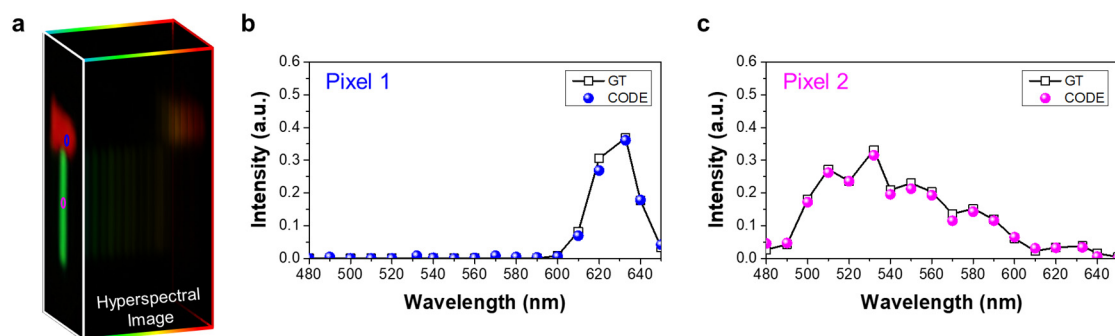 a
Hyperspectral
Image
b
Pixel 1
GT
CODE
Intensity (a.u.)
0.6
0.5
0.4
0.3
0.2
0.1
0.0
480 500 520 540 560 580 600 620 640
Wavelength (nm)
c
Pixel 2
GT
CODE
Intensity (a.u.)
0.6
0.5
0.4
0.3
0.2
0.1
0.0
480 500 520 540 560 580 600 620 640
Wavelength (nm)